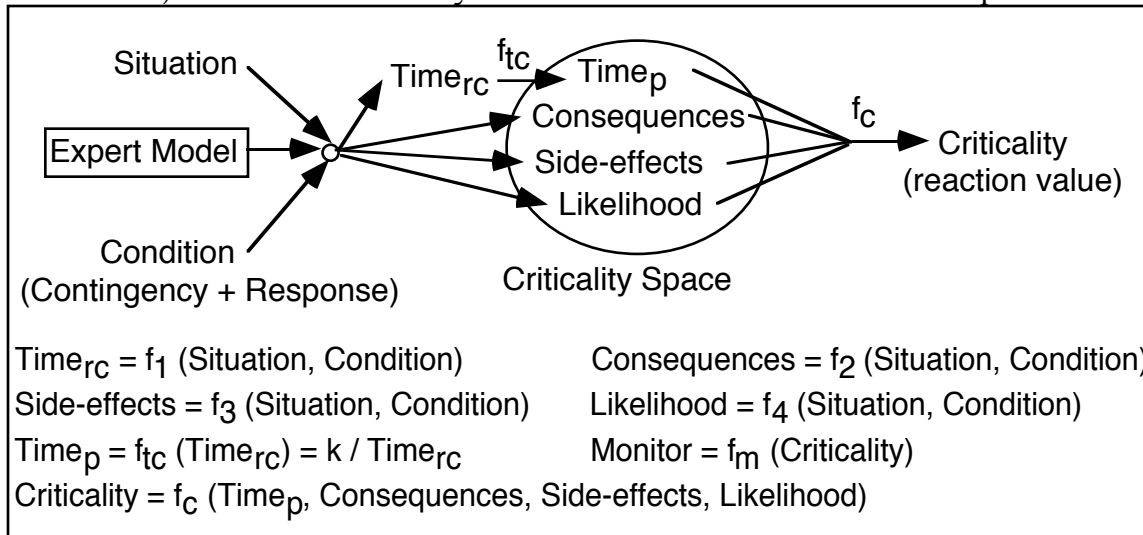 Situation
f_tc
Time_rc
Time_p
Consequences
f_c
Expert Model
Side-effects
Criticality
(reaction value)
Likelihood
Condition
(Contingency + Response)
Criticality Space
Time_rc = f_1 (Situation, Condition)
Consequences = f_2 (Situation, Condition)
Side-effects = f_3 (Situation, Condition)
Likelihood = f_4 (Situation, Condition)
Time_p = f_tc (Time_rc) = k / Time_rc
Monitor = f_m (Criticality)
Criticality = f_c (Time_p, Consequences, Side-effects, Likelihood)